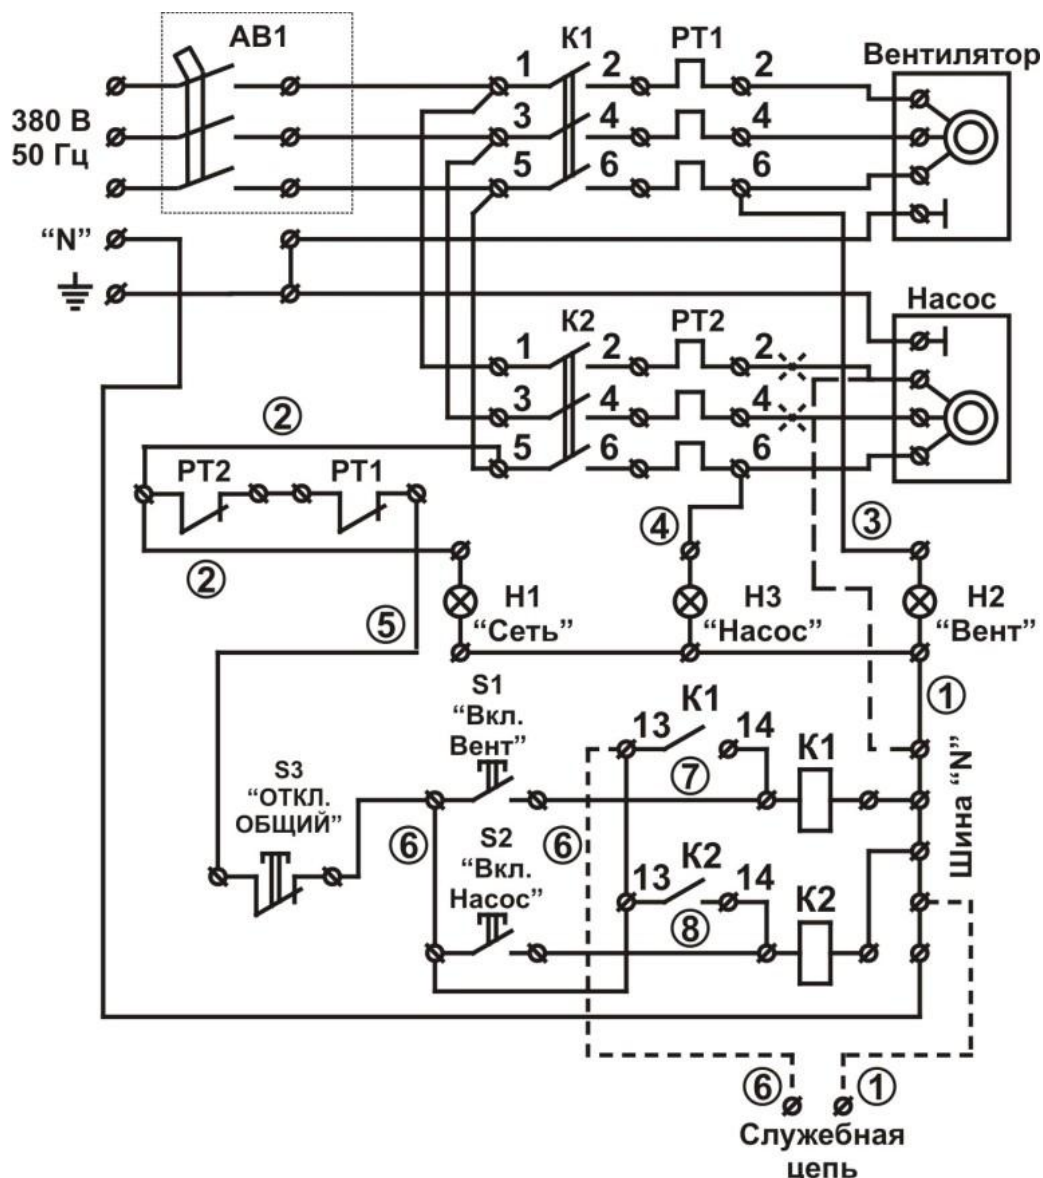 АВ1
К1
РТ1
Вентилятор
380 В
50 Гц
1
2
2
3
4
4
5
6
6
“N”
Насос
К2
РТ2
1
2
2
3
4
4
5
6
6
2
РТ2
РТ1
2
4
3
5
Н1
“Сеть”
Н3
“Насос”
Н2
“Вент”
1
S1
“Вкл.
Вент”
К1
13
14
7
К1
Шина “N”
S3
“ОТКЛ.
ОБЩИЙ”
6
S2
“Вкл.
Насос”
6
К2
13
14
8
К2
6
1
Служебная
цепь